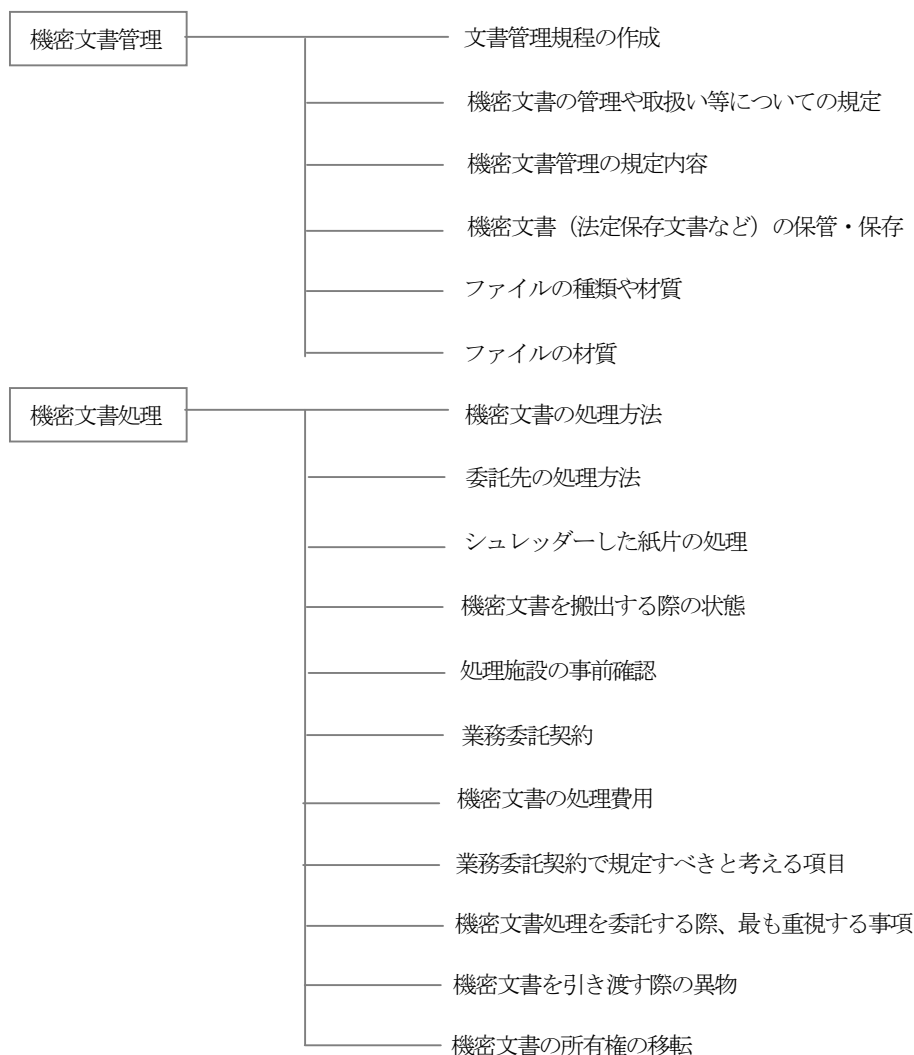 機密文書管理
文書管理規程の作成
機密文書の管理や取扱い等についての規定
機密文書管理の規定内容
機密文書（法定保存文書など）の保管・保存
ファイルの種類や材質
ファイルの材質
機密文書処理
機密文書の処理方法
委託先の処理方法
シュレッダーした紙片の処理
機密文書を搬出する際の状態
処理施設の事前確認
業務委託契約
機密文書の処理費用
業務委託契約で規定すべきと考える項目
機密文書処理を委託する際、最も重視する事項
機密文書を引き渡す際の異物
機密文書の所有権の移転